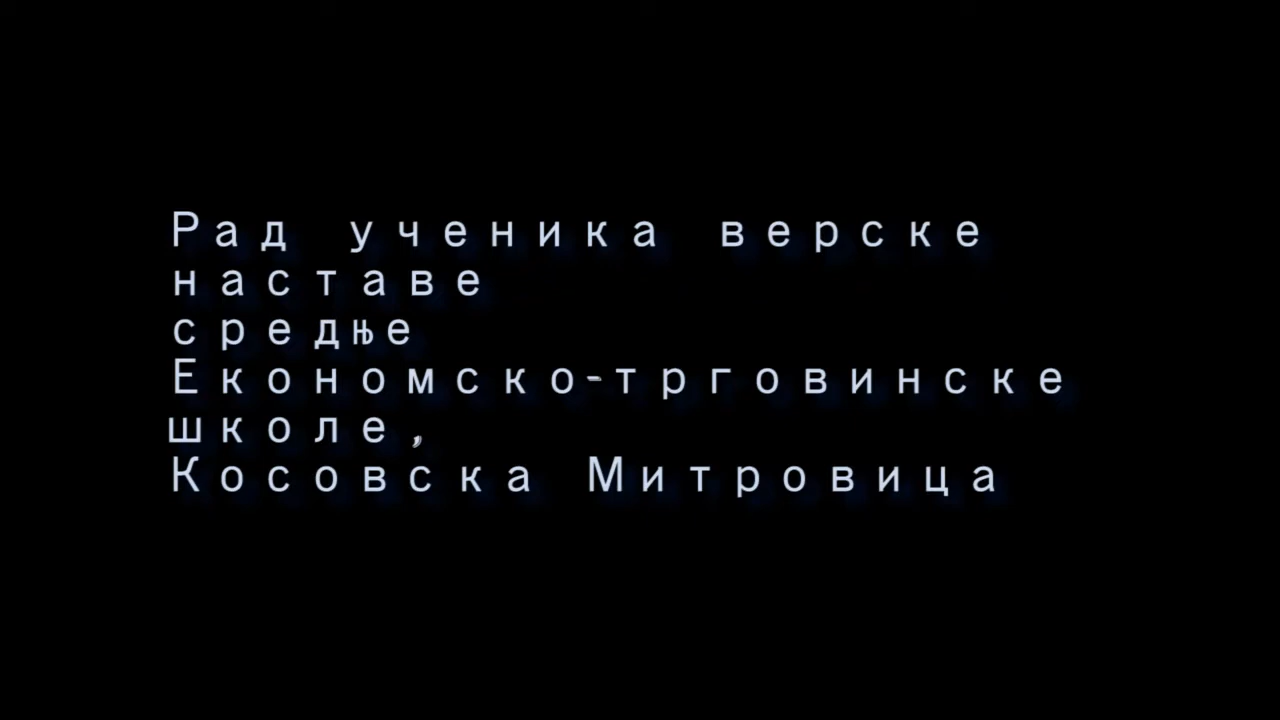 Рад ученика верске
наставе
средње
Економско-трговинске
школе,
Косовска Митровица